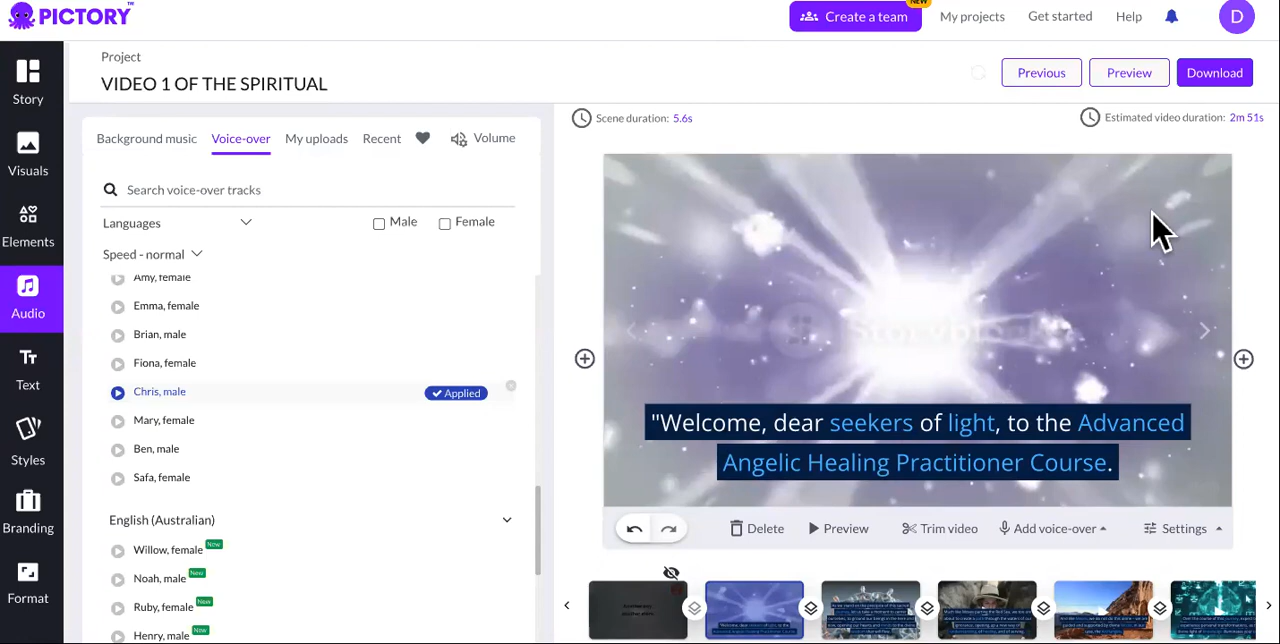 PICTORY™
NEW
Create a team
My projects
Get started
Help
D
Project
VIDEO 1 OF THE SPIRITUAL
Previous
Preview
Download
Story
Visuals
Elements
Audio
Text
Styles
Branding
Format
Background music
Voice-over
My uploads
Recent
Volume
Search voice-over tracks
Languages
Male
Female
Speed - normal
Amy, female
Emma, female
Brian, male
Fiona, female
Chris, male
Applied
Mary, female
Ben, male
Safa, female
English (Australian)
Willow, female New
Noah, male New
Ruby, female New
Henry, male New
Scene duration: 5.6s
Estimated video duration: 2m 51s
Storyblocks
"Welcome, dear seekers of light, to the Advanced
Angelic Healing Practitioner Course.
Delete
Preview
Trim video
Add voice-over
Settings